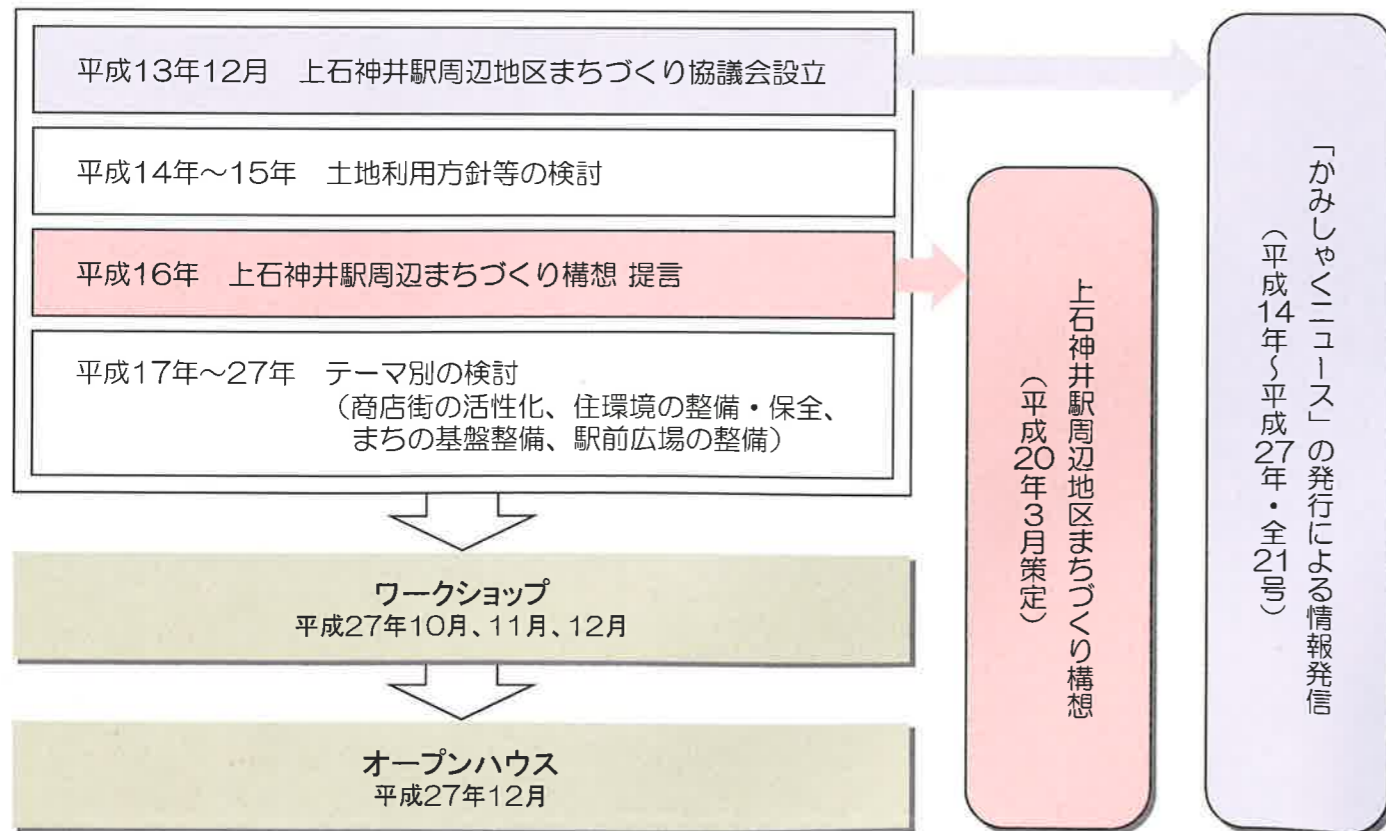 平成13年12月　上石神井駅周辺地区まちづくり協議会設立
平成14年～15年　土地利用方針等の検討
平成16年　上石神井駅周辺まちづくり構想 提言
平成17年～27年　テーマ別の検討
（商店街の活性化、住環境の整備・保全、
まちの基盤整備、駅前広場の整備）
ワークショップ
平成27年10月、11月、12月
オープンハウス
平成27年12月
上石神井駅周辺地区まちづくり構想
（平成20年3月策定）
「かみしゃくニュース」の発行による情報発信
（平成14年～平成27年・全21号）